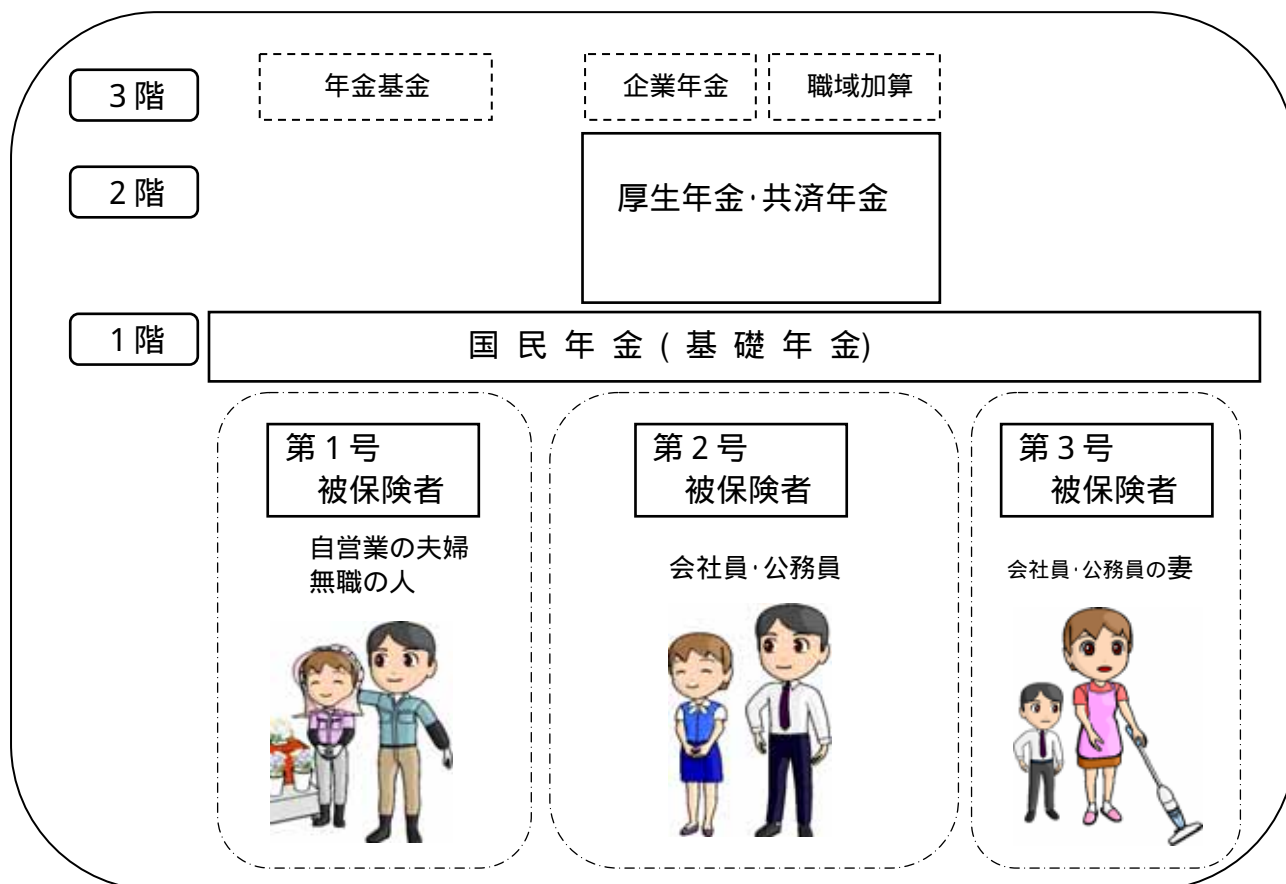 3階
年金基金
企業年金
職域加算
2階
厚生年金·共済年金
1階
国民年金(基礎年金)
第1号
被保険者
自営業の夫婦
無職の人
第2号
被保険者
会社員·公務員
第3号
被保険者
会社員·公務員の妻